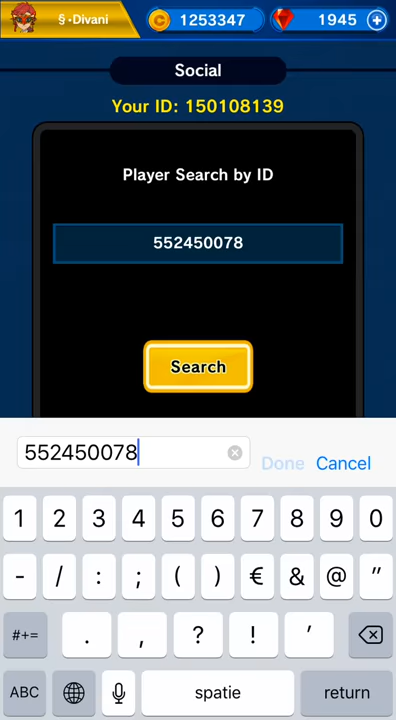 §•Divani
C 1253347
1945 +
Social
Your ID: 150108139
Player Search by ID
552450078
Search
552450078
Done Cancel
1 2 3 4 5 6 7 8 9 0
- / : ; ( ) € & @ "
#+= . , ? ! ’
ABC spatie return